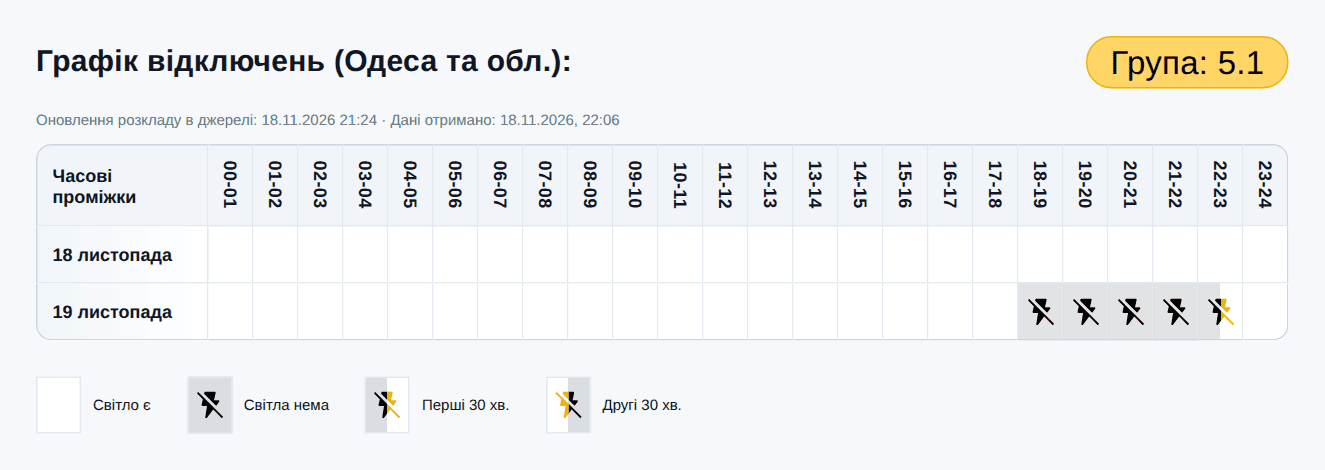 Графік відключень (Одеса та обл.):
Група: 5.1
Оновлення розкладу в джерелі: 18.11.2026 21:24 · Дані отримано: 18.11.2026, 22:06
Часові
проміжки
00-01
01-02
02-03
03-04
04-05
05-06
06-07
07-08
08-09
09-10
10-11
11-12
12-13
13-14
14-15
15-16
16-17
17-18
18-19
19-20
20-21
21-22
22-23
23-24
18 листопада
19 листопада
Світло є
Світла нема
Перші 30 хв.
Другі 30 хв.